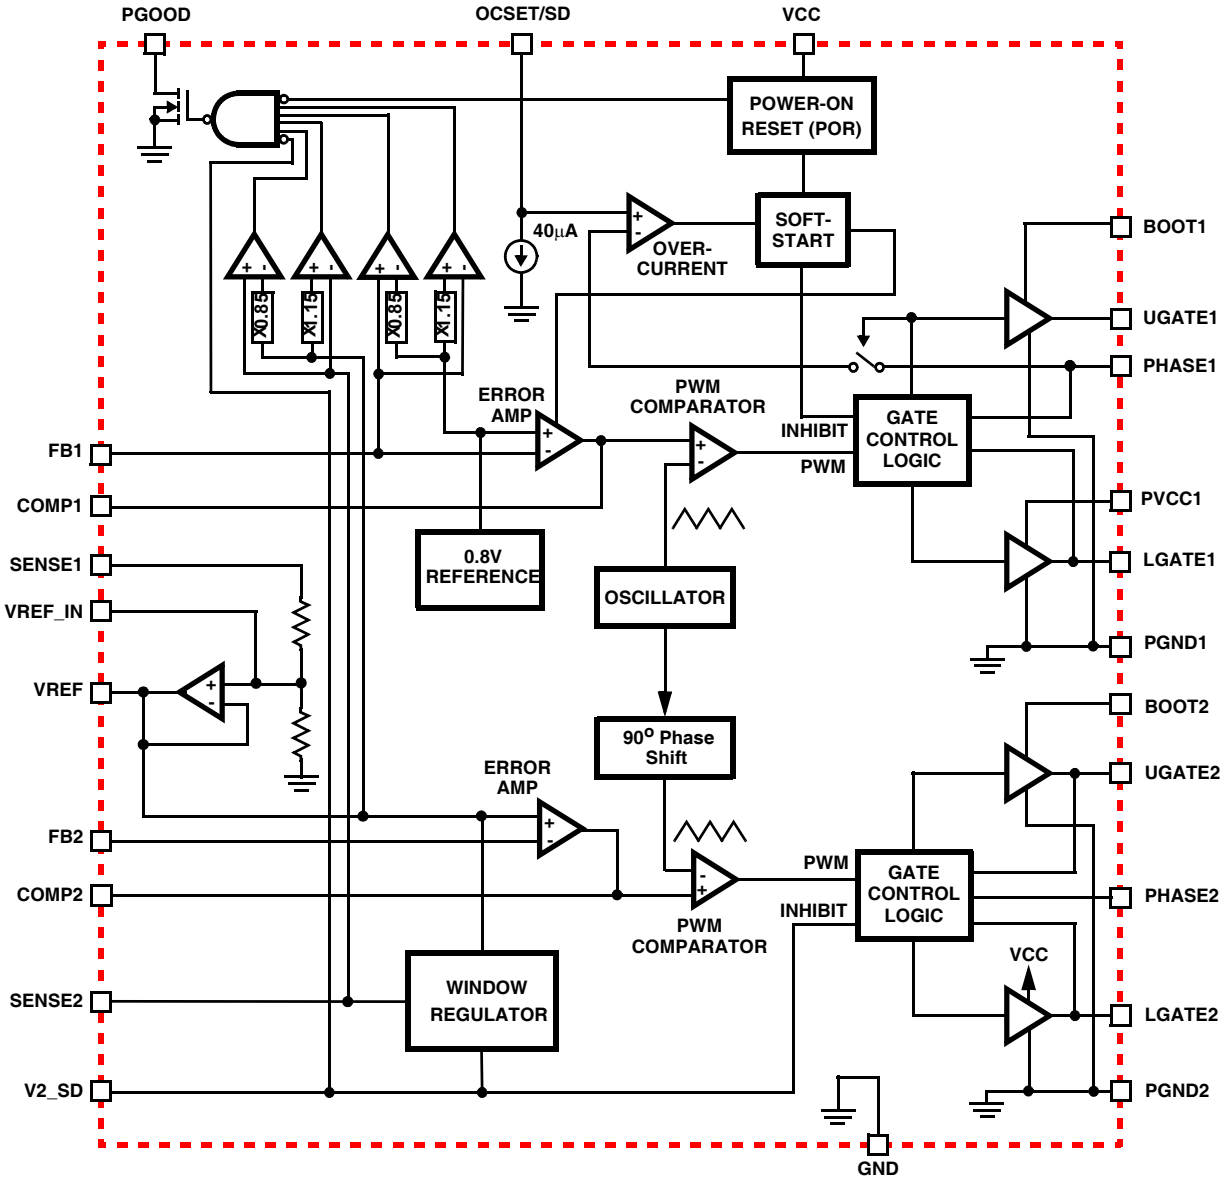 PGOOD
OCSET/SD
VCC
POWER-ON
RESET (POR)
SOFT-
START
40µA
+
-
OVER-
CURRENT
BOOT1
UGATE1
PHASE1
+ -
+ -
+ -
+ -
X0.85
X1.15
X0.85
X1.15
ERROR
AMP
PWM
COMPARATOR
+
-
+
-
INHIBIT
PWM
GATE
CONTROL
LOGIC
FB1
COMP1
PVCC1
0.8V
REFERENCE
SENSE1
LGATE1
OSCILLATOR
VREF_IN
PGND1
VREF
+
-
BOOT2
90o Phase
Shift
ERROR
AMP
UGATE2
+
-
FB2
PWM
GATE
CONTROL
LOGIC
-
+
COMP2
INHIBIT
PHASE2
PWM
COMPARATOR
VCC
WINDOW
REGULATOR
SENSE2
LGATE2
V2_SD
PGND2
GND